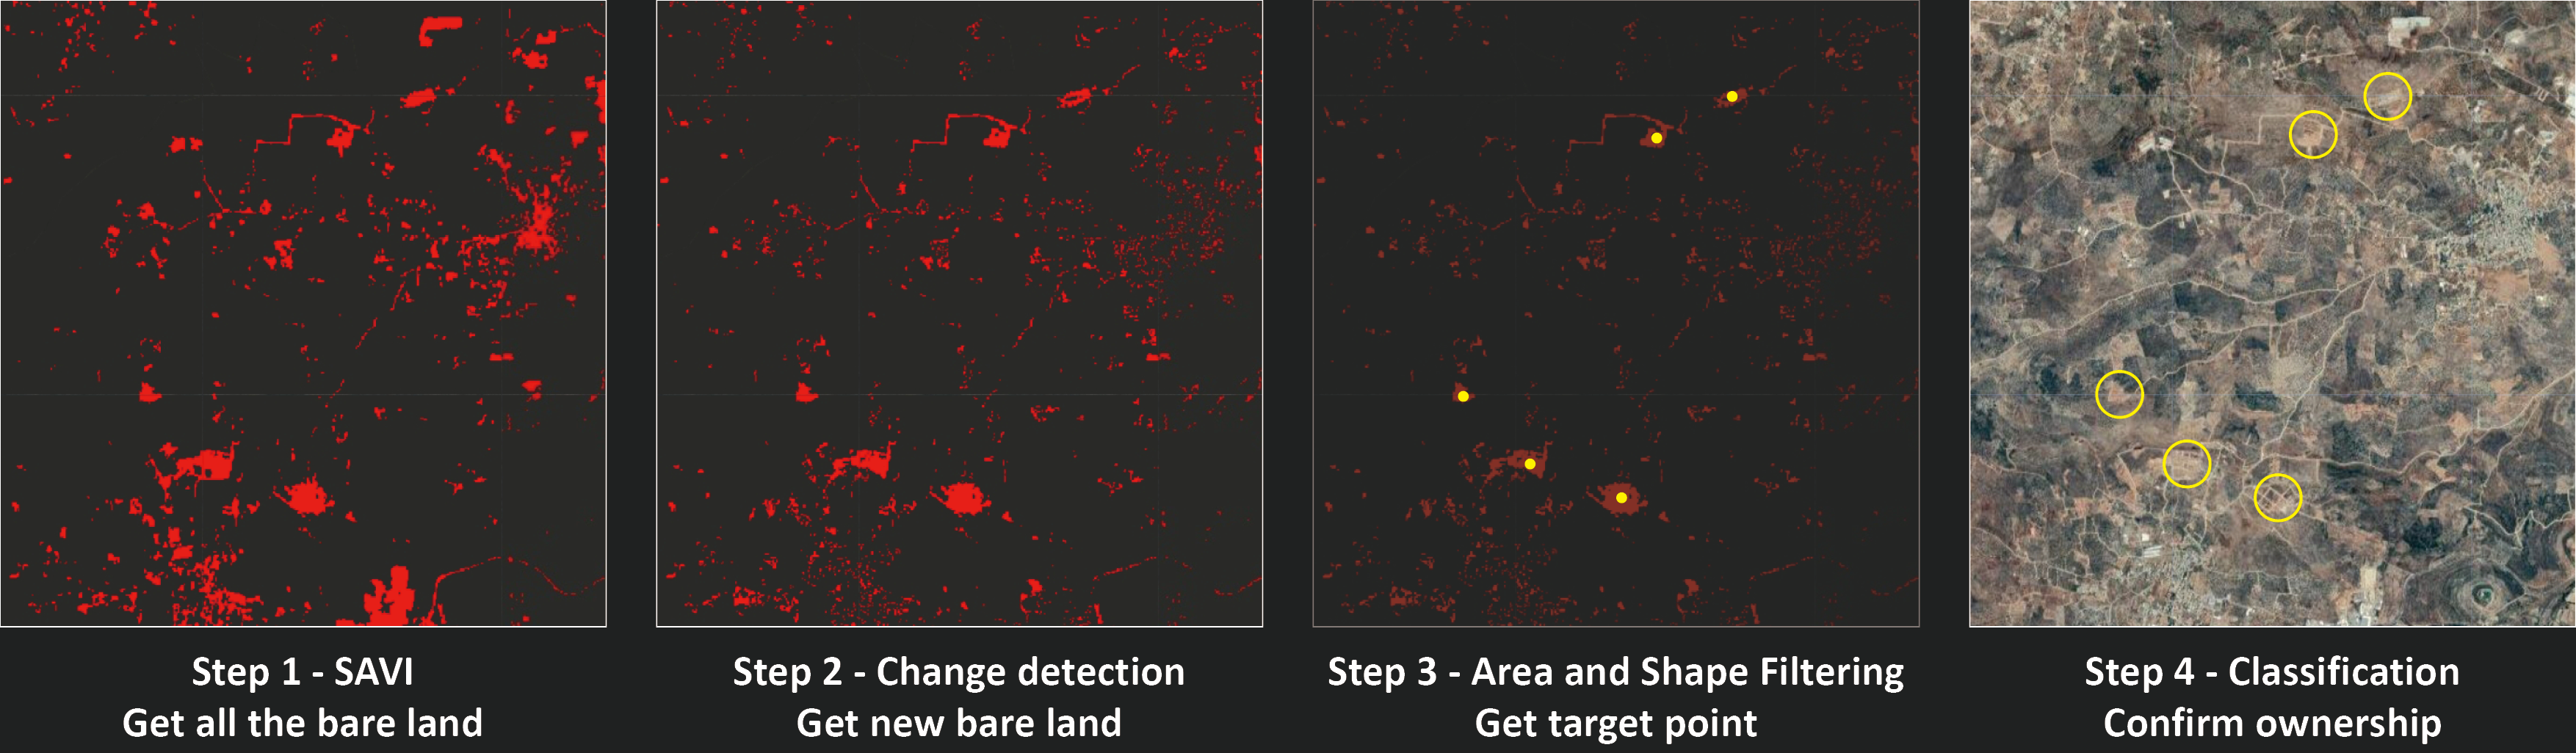 Step 1 - SAVI
Get all the bare land
Step 2 - Change detection
Get new bare land
Step 3 - Area and Shape Filtering
Get target point
Step 4 - Classification
Confirm ownership